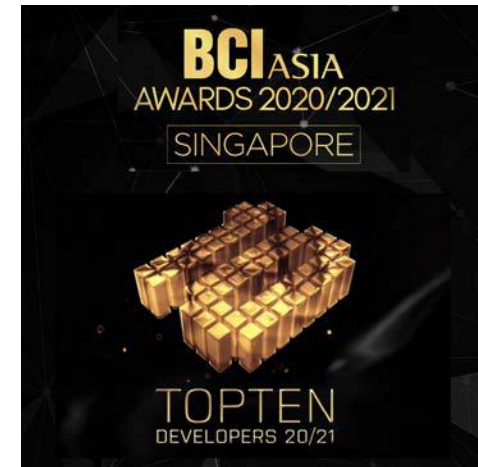 BCI ASIA
AWARDS 2020/2021
SINGAPORE
TOPTEN
DEVELOPERS 20/21